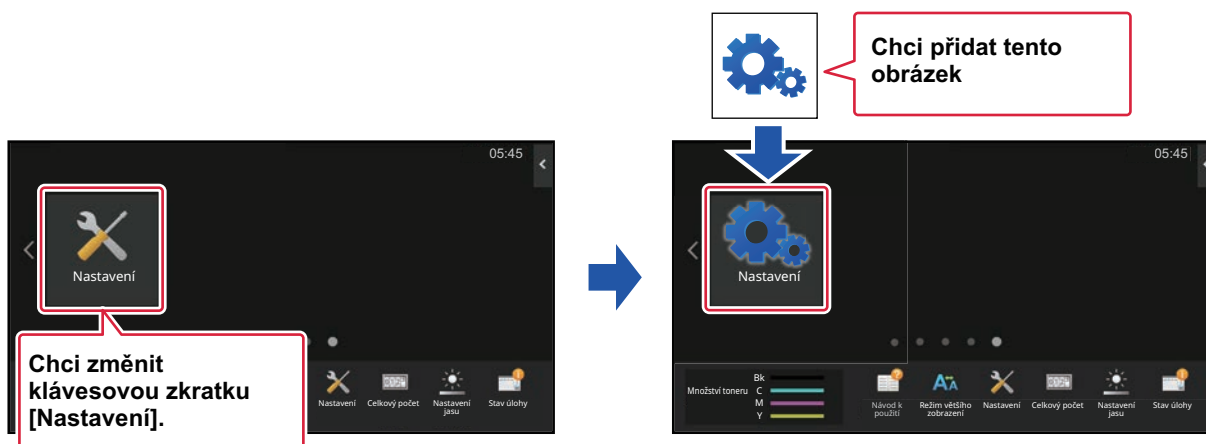 Chci přidat tento
obrázek
05:45
Nastavení
Chci změnit
klávesovou zkratku
[Nastavení].
Nastavení
Celkový počet
Nastavení
jasu
Stav úlohy
05:45
Nastavení
Množství toneru
Bk
C
M
Y
Návod k
použití
Režim většího
zobrazení
Nastavení
Celkový počet
Nastavení
jasu
Stav úlohy